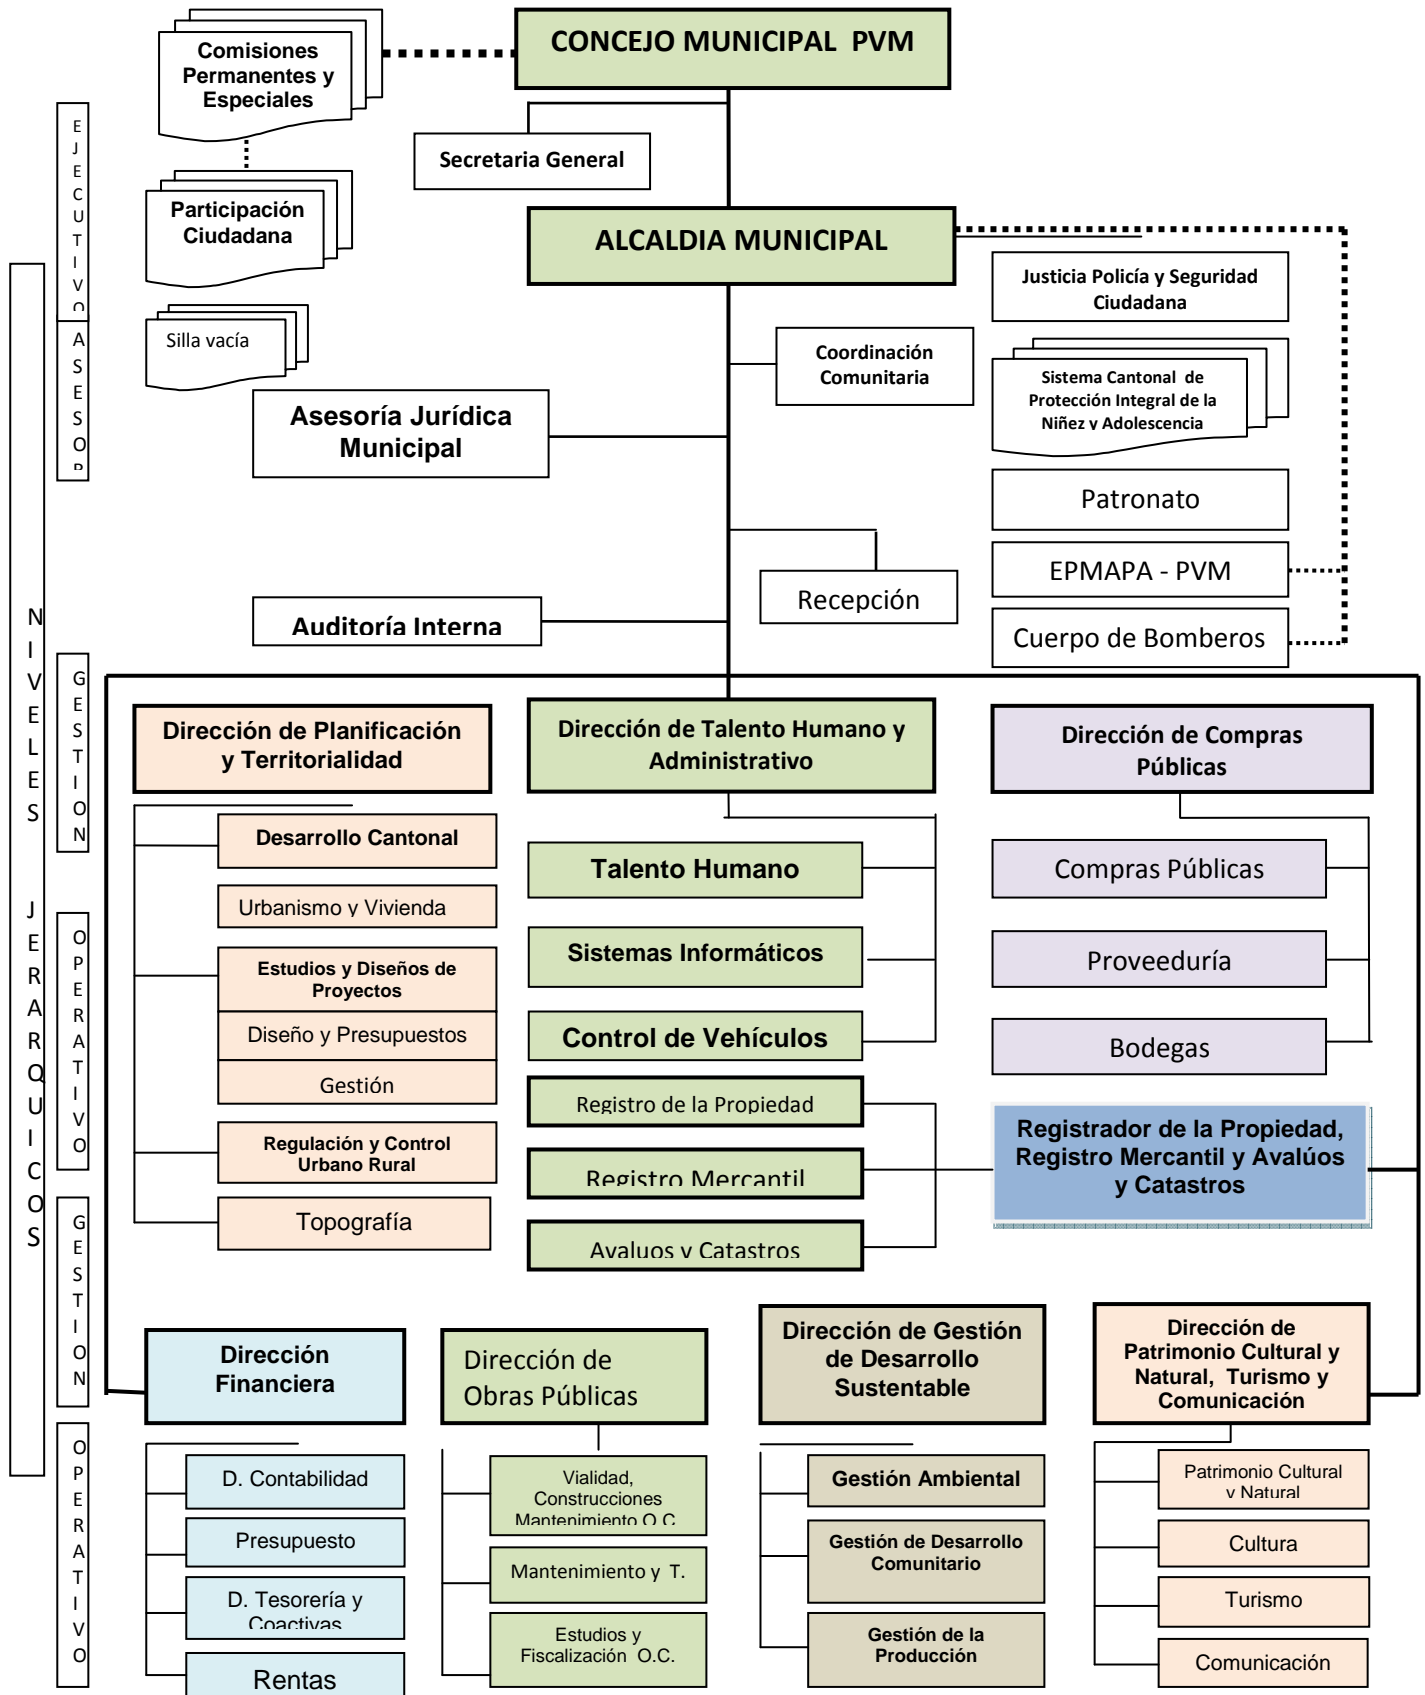 CONCEJO MUNICIPAL PVM
Comisiones
Permanentes y
Especiales
Secretaria General
Participación
Ciudadana
ALCALDIA MUNICIPAL
Justicia Policía y Seguridad
Ciudadana
Silla vacía
Coordinación
Comunitaria
Sistema Cantonal de
Protección Integral de la
Niñez y Adolescencia
Asesoría Jurídica
Municipal
Patronato
EPMAPA - PVM
Recepción
Auditoría Interna
Cuerpo de Bomberos
NIVELES JERARQUICOS
EJECUTIVO
ASESOR
GESTION
OPERATIVO
GESTION
OPERATIVO
Dirección de Planificación
y Territorialidad
Desarrollo Cantonal
Urbanismo y Vivienda
Estudios y Diseños de
Proyectos
Diseño y Presupuestos
Gestión
Regulación y Control
Urbano Rural
Topografía
Dirección de Talento Humano y
Administrativo
Talento Humano
Sistemas Informáticos
Control de Vehículos
Registro de la Propiedad
Registro Mercantil
Avaluos y Catastros
Dirección de Compras
Públicas
Compras Públicas
Proveeduría
Bodegas
Registrador de la Propiedad,
Registro Mercantil y Avalúos
y Catastros
Dirección
Financiera
D. Contabilidad
Presupuesto
D. Tesorería y
Coactivas
Rentas
Dirección de
Obras Públicas
Vialidad,
Construcciones
Mantenimiento O.C
Mantenimiento y T.
Estudios y
Fiscalización O.C.
Dirección de Gestión
de Desarrollo
Sustentable
Gestión Ambiental
Gestión de Desarrollo
Comunitario
Gestión de la
Producción
Dirección de
Patrimonio Cultural y
Natural, Turismo y
Comunicación
Patrimonio Cultural
y Natural
Cultura
Turismo
Comunicación